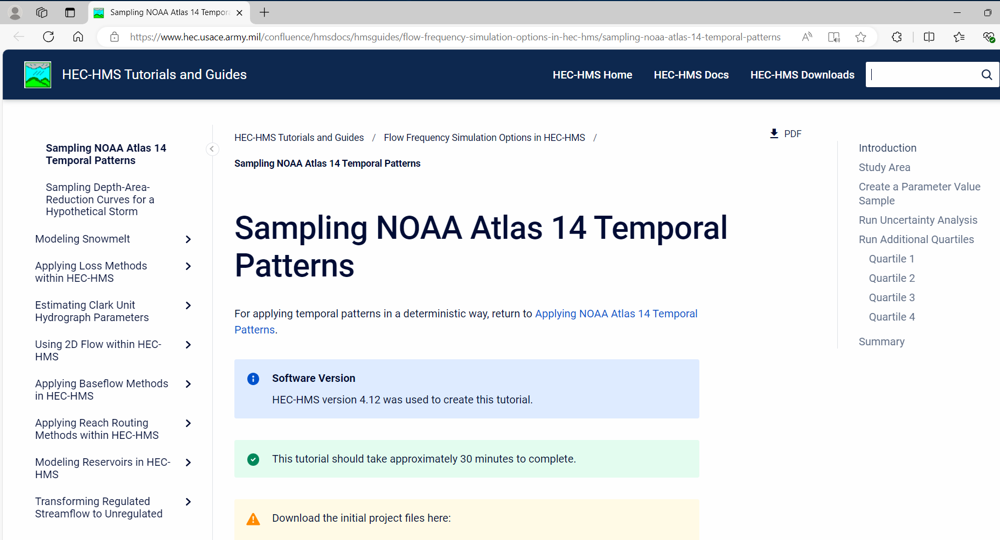 Sampling NOAA Atlas 14 Tempor
https://www.hec.usace.army.mil/confluence/hmsdocs/hmsguides/flow-frequency-simulation-options-in-hec-hms/sampling-noaa-atlas-14-temporal-patterns
HEC-HMS Tutorials and Guides
HEC-HMS Home
HEC-HMS Docs
HEC-HMS Downloads
Sampling NOAA Atlas 14
Temporal Patterns
Sampling Depth-Area-
Reduction Curves for a
Hypothetical Storm
Modeling Snowmelt
Applying Loss Methods
within HEC-HMS
Estimating Clark Unit
Hydrograph Parameters
Using 2D Flow within HEC-
HMS
Applying Baseflow Methods
in HEC-HMS
Applying Reach Routing
Methods within HEC-HMS
Modeling Reservoirs in HEC-
HMS
Transforming Regulated
Streamflow to Unregulated
HEC-HMS Tutorials and Guides / Flow Frequency Simulation Options in HEC-HMS /
Sampling NOAA Atlas 14 Temporal Patterns
PDF
Sampling NOAA Atlas 14 Temporal
Patterns
For applying temporal patterns in a deterministic way, return to Applying NOAA Atlas 14 Temporal
Patterns.
Software Version
HEC-HMS version 4.12 was used to create this tutorial.
This tutorial should take approximately 30 minutes to complete.
Download the initial project files here:
Introduction
Study Area
Create a Parameter Value
Sample
Run Uncertainty Analysis
Run Additional Quartiles
Quartile 1
Quartile 2
Quartile 3
Quartile 4
Summary